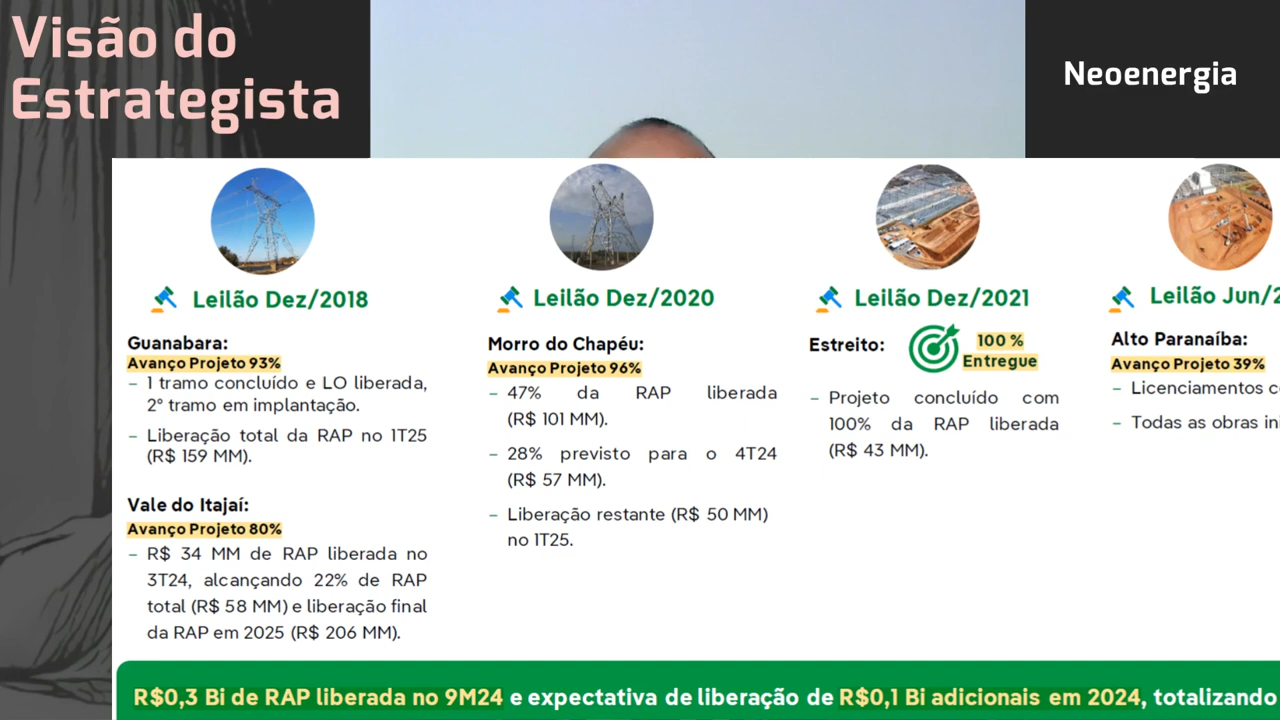 Visão do
Estrategista
Neoenergia
Leilão Dez/2018
Guanabara:
Avanço Projeto 93%
– 1 tramo concluído e LO liberada,
2º tramo em implantação.
– Liberação total da RAP no 1T25
(R$ 159 MM).
Vale do Itajaí:
Avanço Projeto 80%
– R$ 34 MM de RAP liberada no
3T24, alcançando 22% de RAP
total (R$ 58 MM) e liberação final
da RAP em 2025 (R$ 206 MM).
Leilão Dez/2020
Morro do Chapéu:
Avanço Projeto 96%
– 47% da RAP liberada
(R$ 101 MM).
– 28% previsto para o 4T24
(R$ 57 MM).
– Liberação restante (R$ 50 MM)
no 1T25.
Leilão Dez/2021
Estreito:
100 %
Entregue
– Projeto concluído com
100% da RAP liberada
(R$ 43 MM).
Leilão Jun/2
Alto Paranaíba:
Avanço Projeto 39%
– Licenciamentos
– Todas as obras
R$0,3 Bi de RAP liberada no 9M24 e expectativa de liberação de R$0,1 Bi adicionais em 2024, totalizando